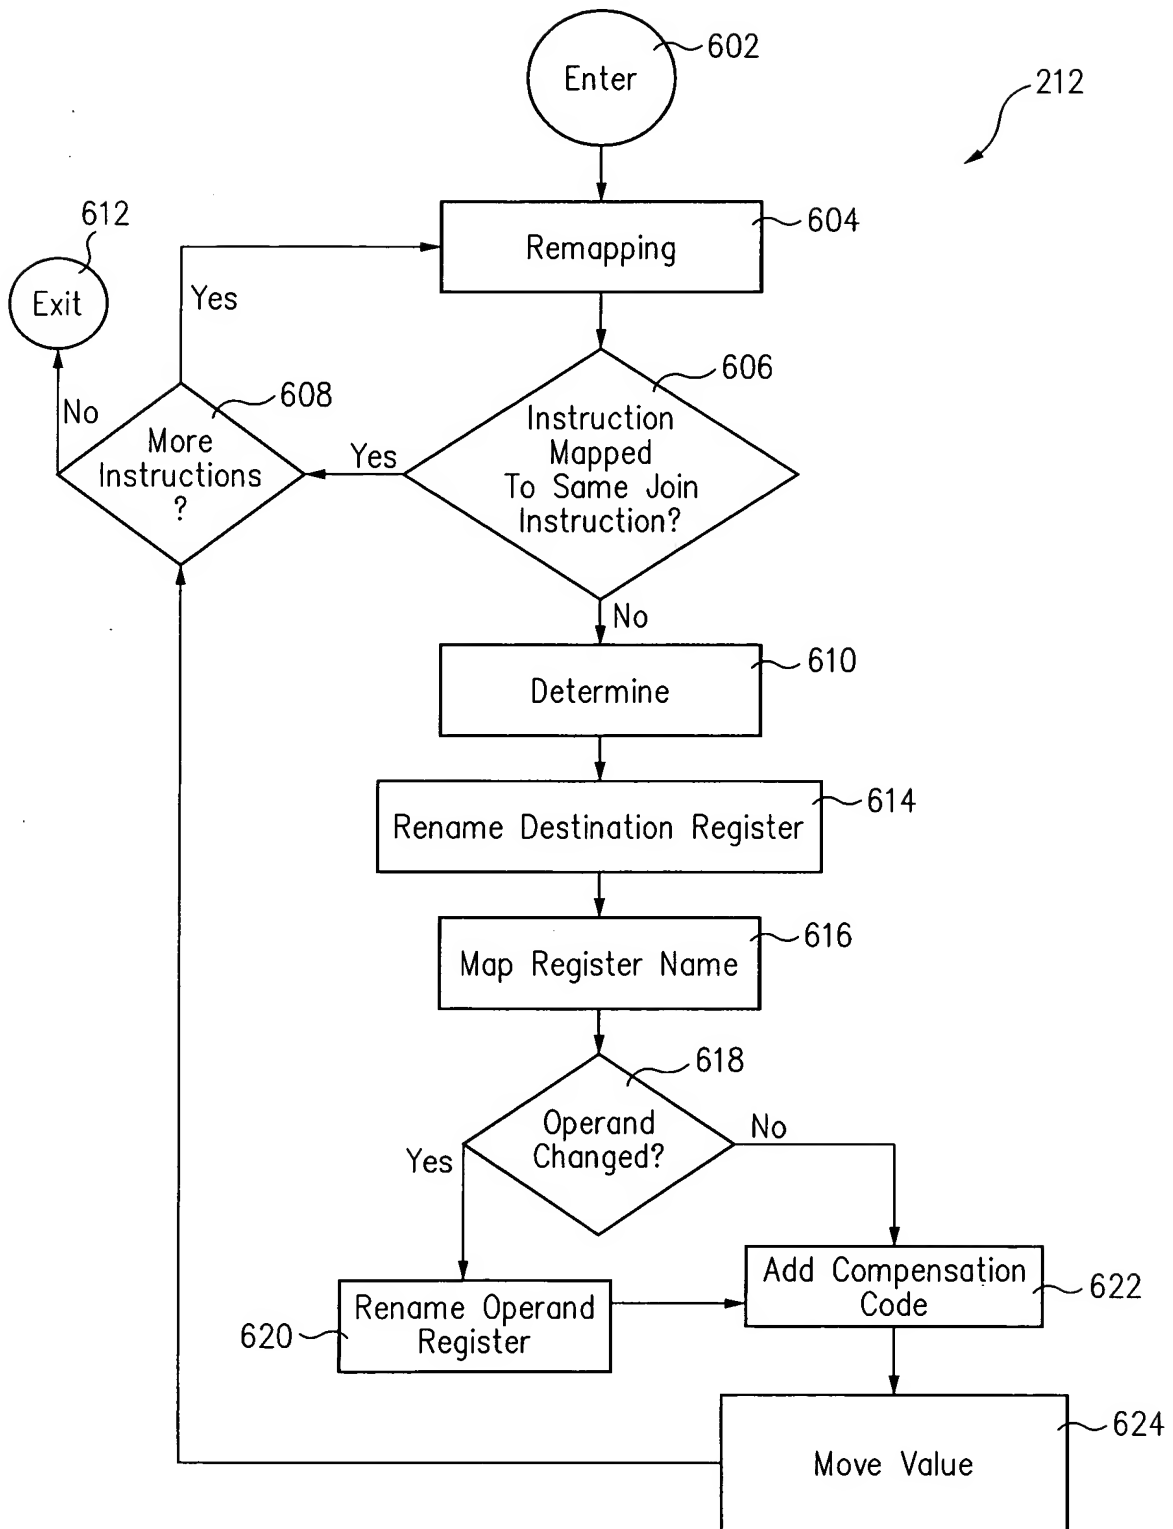 602
Enter
212
612
604
Remapping
Exit
Yes
606
608
Instruction
Mapped
To Same Join
Instruction?
No
More
Instructions
?
Yes
No
610
Determine
614
Rename Destination Register
616
Map Register Name
618
Operand
Changed?
No
Yes
Add Compensation
Code
622
Rename Operand
Register
620
624
Move Value